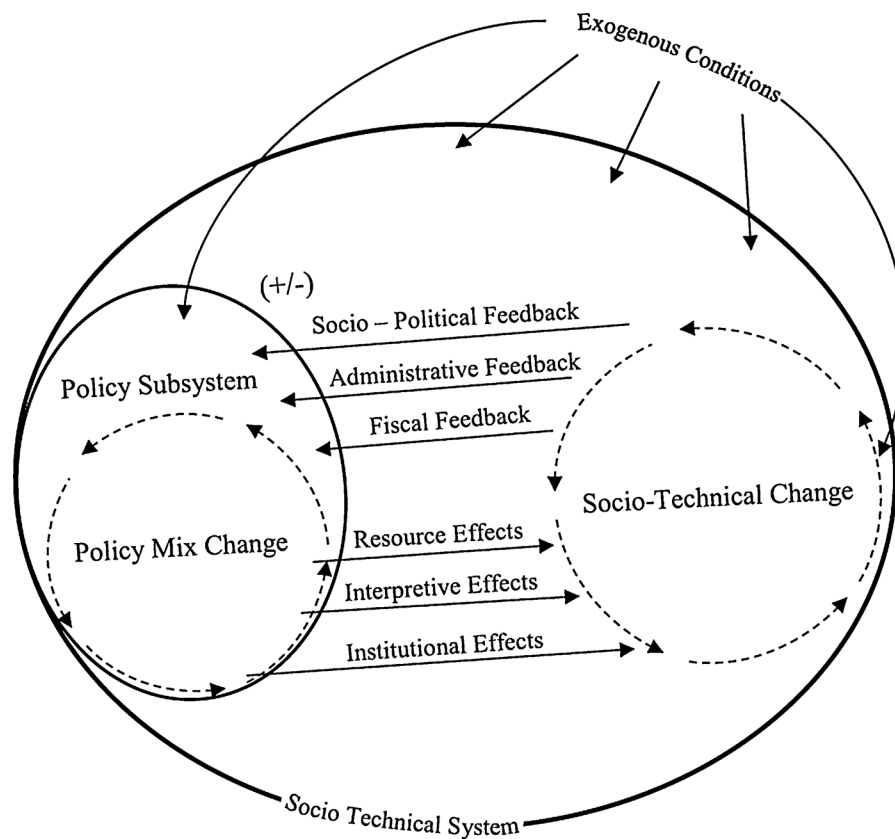 Exogenous Conditions
(+/-)
Socio – Political Feedback
Policy Subsystem
Administrative Feedback
Fiscal Feedback
Socio-Technical Change
Policy Mix Change
Resource Effects
Interpretive Effects
Institutional Effects
Socio Technical System